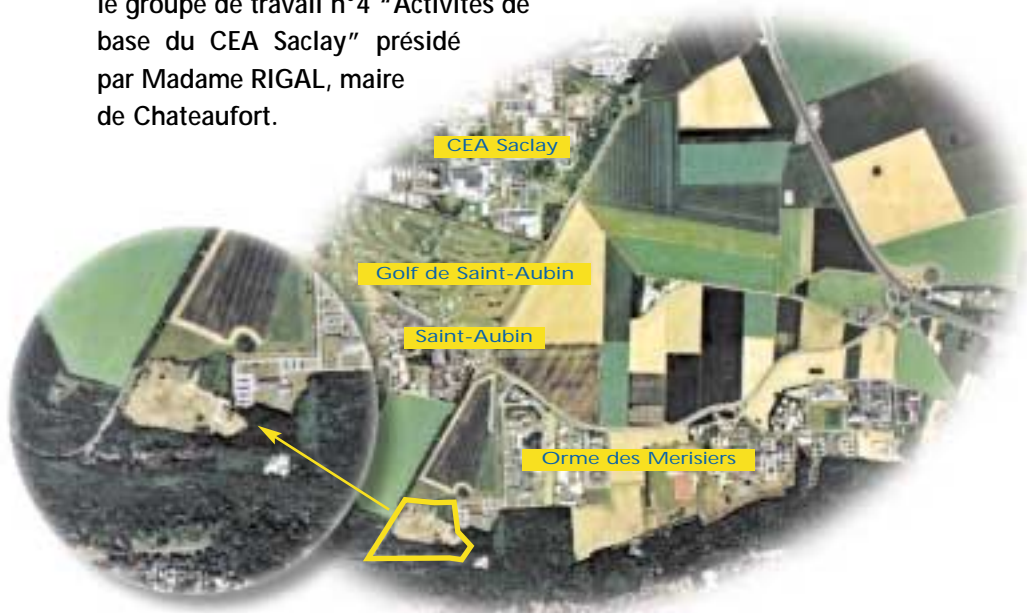 le groupe de travail n°4 "Activités de
base du CEA Saclay" présidé
par Madame RIGAL, maire
de Chateaufort.
CEA Saclay
Golf de Saint-Aubin
Saint-Aubin
Orme des Merisiers